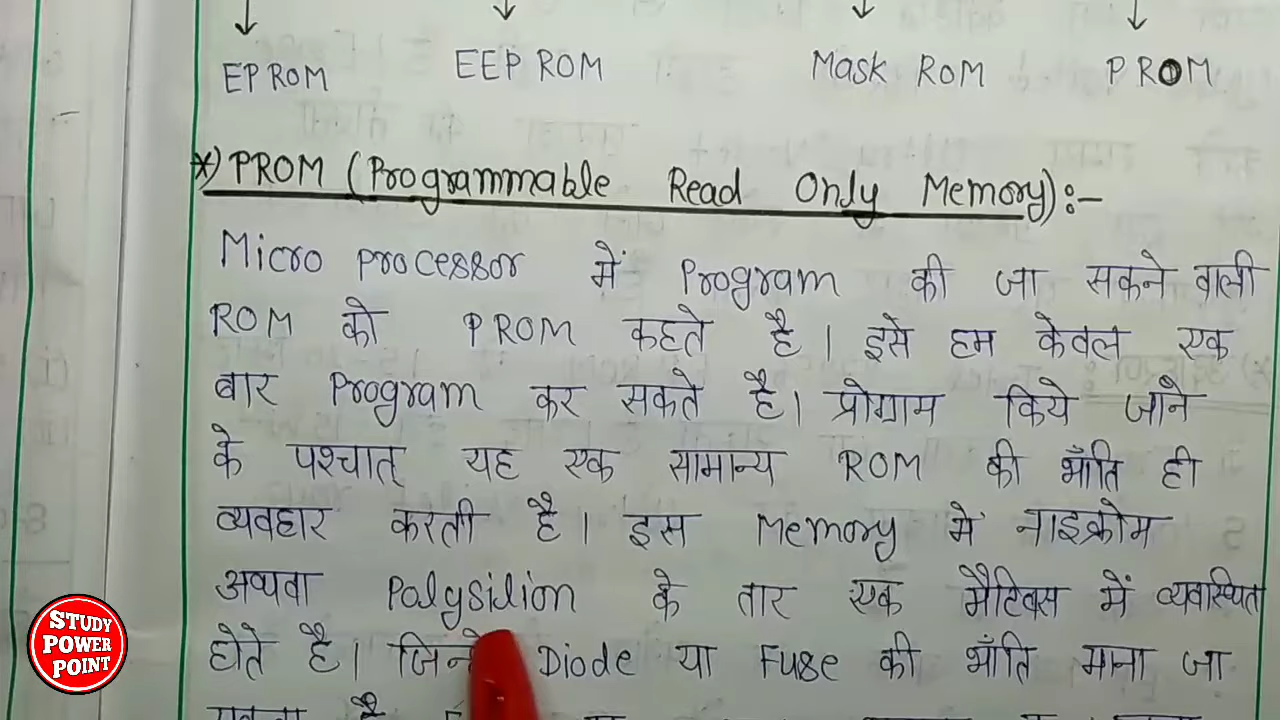 EPROM EEPROM Mask ROM PROM
*) PROM (Programmable Read Only Memory):-
Micro processor में Program की जा सकने वाली
ROM को PROM कहते है। इसे हम केवल एक
बार Program कर सकते है। प्रोग्राम किये जाने
के पश्चात् यह एक सामान्य ROM की भाँति ही
व्यवहार करती है। इस Memory में नाइक्रोम
अथवा Polysilion के तार एक मैटिक्स में व्यवस्थित
होते है। Diode या Fuse की भाँति माना जा
STUDY
POWER
POINT